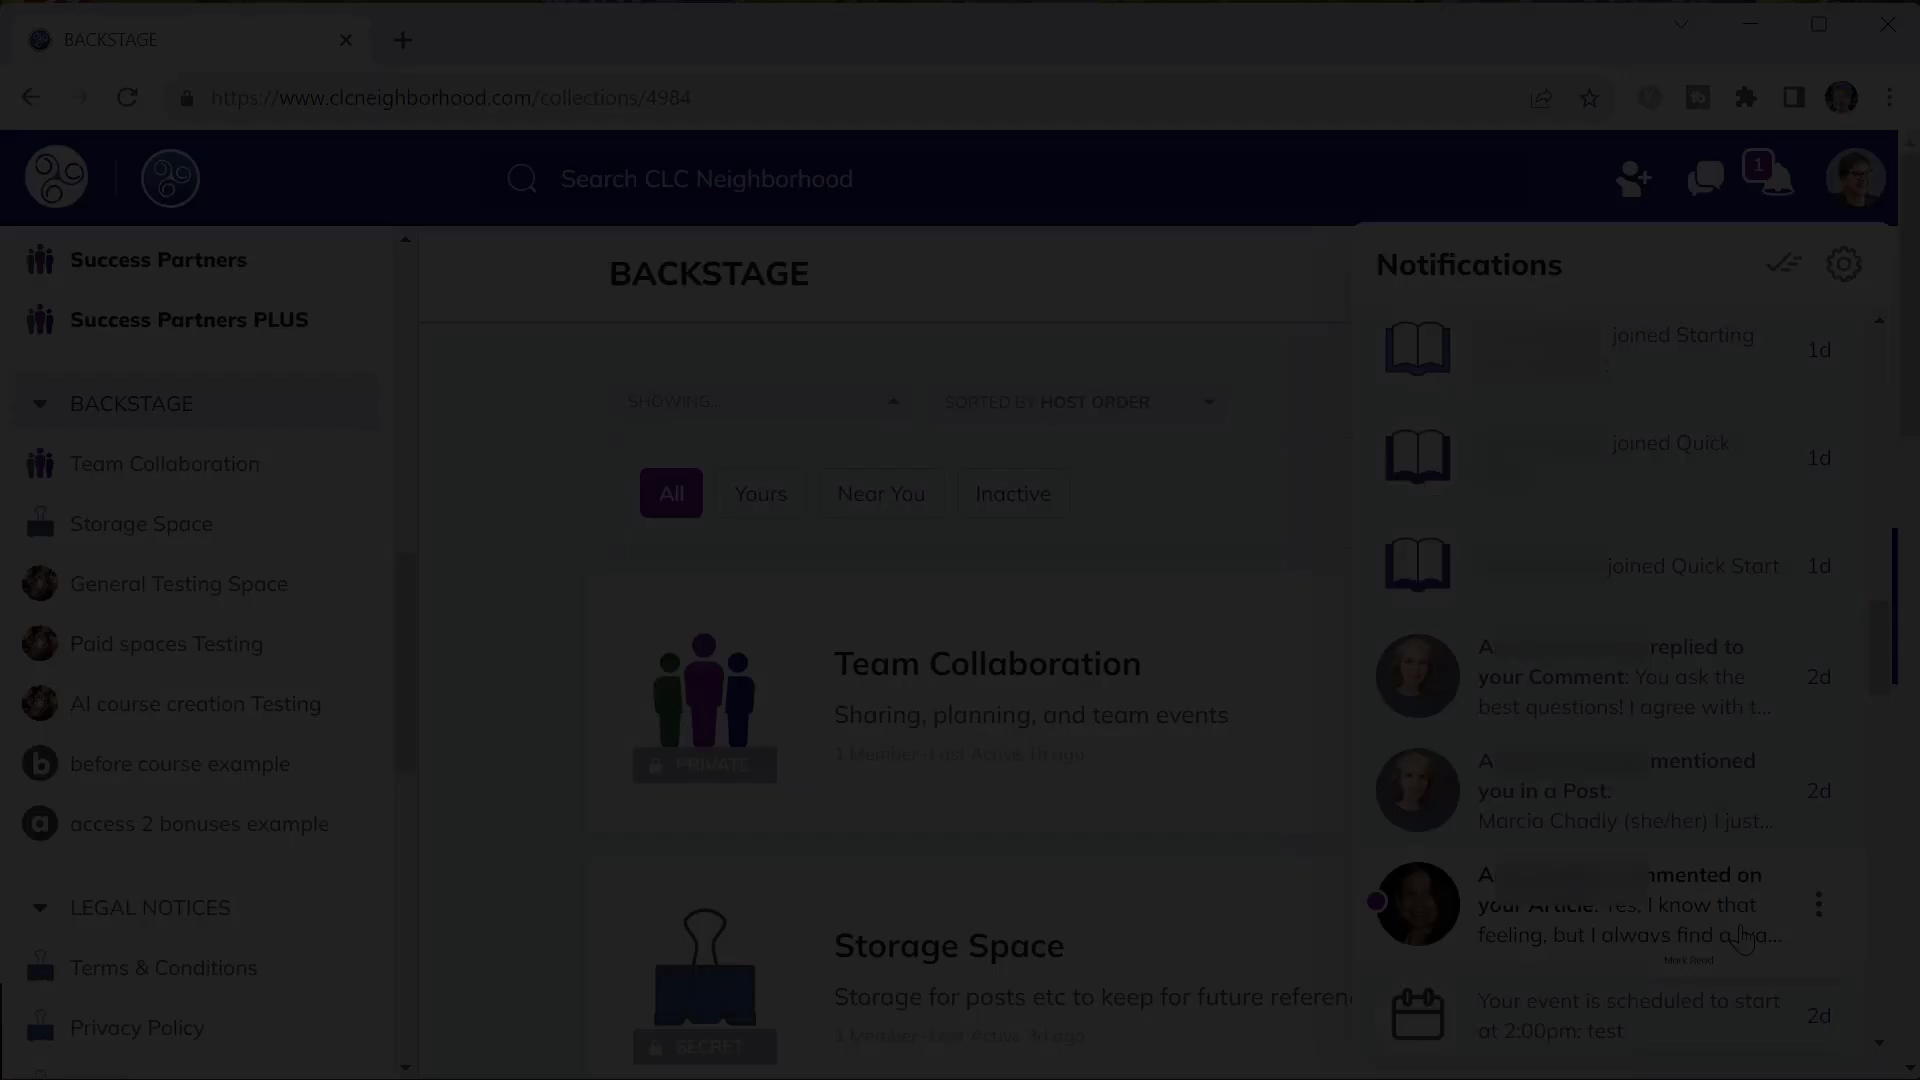 BACKSTAGE
https://www.clcneighborhood.com/collections/4984
Search CLC Neighborhood
1
Success Partners
Success Partners PLUS
BACKSTAGE
Team Collaboration
Storage Space
General Testing Space
Paid spaces Testing
AI course creation Testing
before course example
access 2 bonuses example
LEGAL NOTICES
Terms & Conditions
Privacy Policy
BACKSTAGE
SHOWING...
SORTED BY HOST ORDER
All
Yours
Near You
Inactive
Team Collaboration
Sharing, planning, and team events
1 Member · Last Active 1h ago
PRIVATE
Storage Space
Storage for posts etc to keep for future
1 Member · Last Active 3d ago
SECRET
Notifications
joined Starting
1d
joined Quick
1d
joined Quick Start
1d
A replied to
your Comment: You ask the
best questions! I agree with t...
2d
A mentioned
you in a Post:
Marcia Chadly (she/her) I just...
2d
A on
your Article: Yes, I know that
feeling, but I always find a
Mark Read
Your event is scheduled to start
at 2:00pm: test
2d